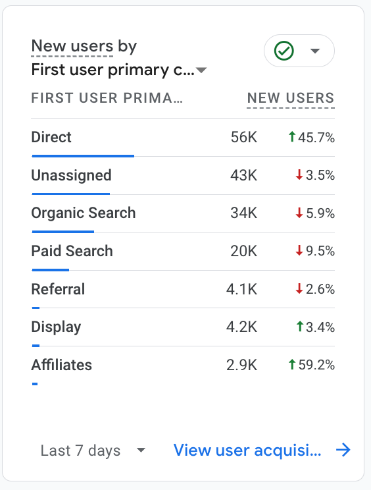 New users by
First user primary c...
FIRST USER PRIMA... NEW USERS
Direct 56K 45.7%
Unassigned 43K 3.5%
Organic Search 34K 5.9%
Paid Search 20K 9.5%
Referral 4.1K 2.6%
Display 4.2K 3.4%
Affiliates 2.9K 59.2%
Last 7 days View user acquisi...